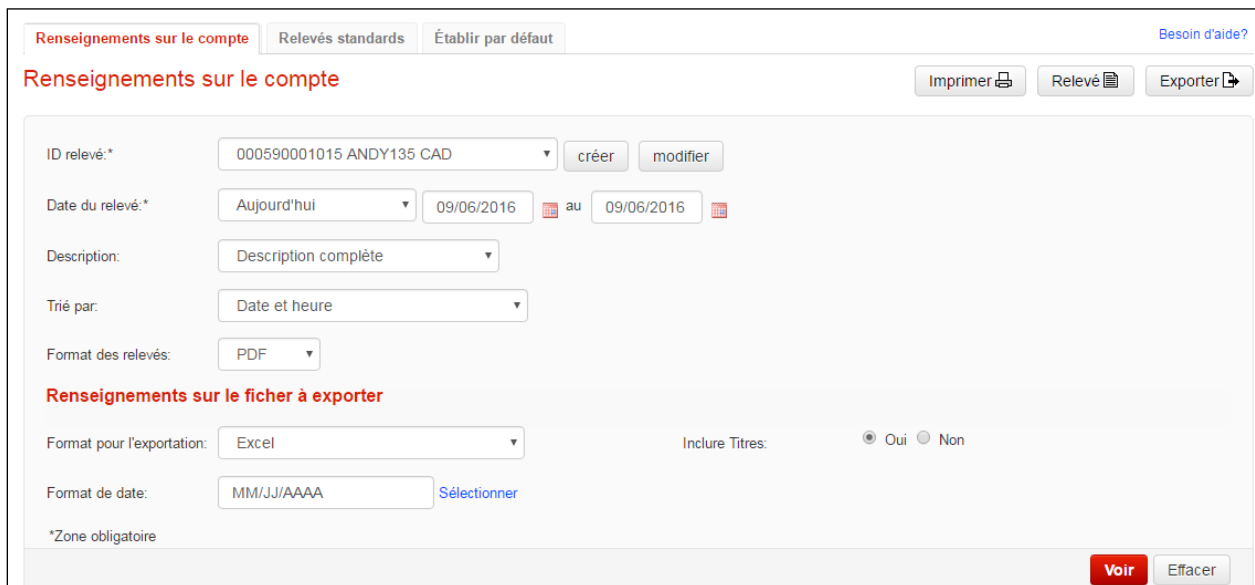 Renseignements sur le compte Relevés standards Établir par défaut Besoin d'aide?
Renseignements sur le compte Imprimer Relevé Exporter
ID relevé:* 000590001015 ANDY135 CAD créer modifier
Date du relevé:* Aujourd'hui 09/06/2016 au 09/06/2016
Description: Description complète
Trié par: Date et heure
Format des relevés: PDF
Renseignements sur le ficher à exporter
Format pour l'exportation: Excel Inclure Titres: Oui Non
Format de date: MM/JJ/AAAA Sélectionner
*Zone obligatoire
Voir Effacer